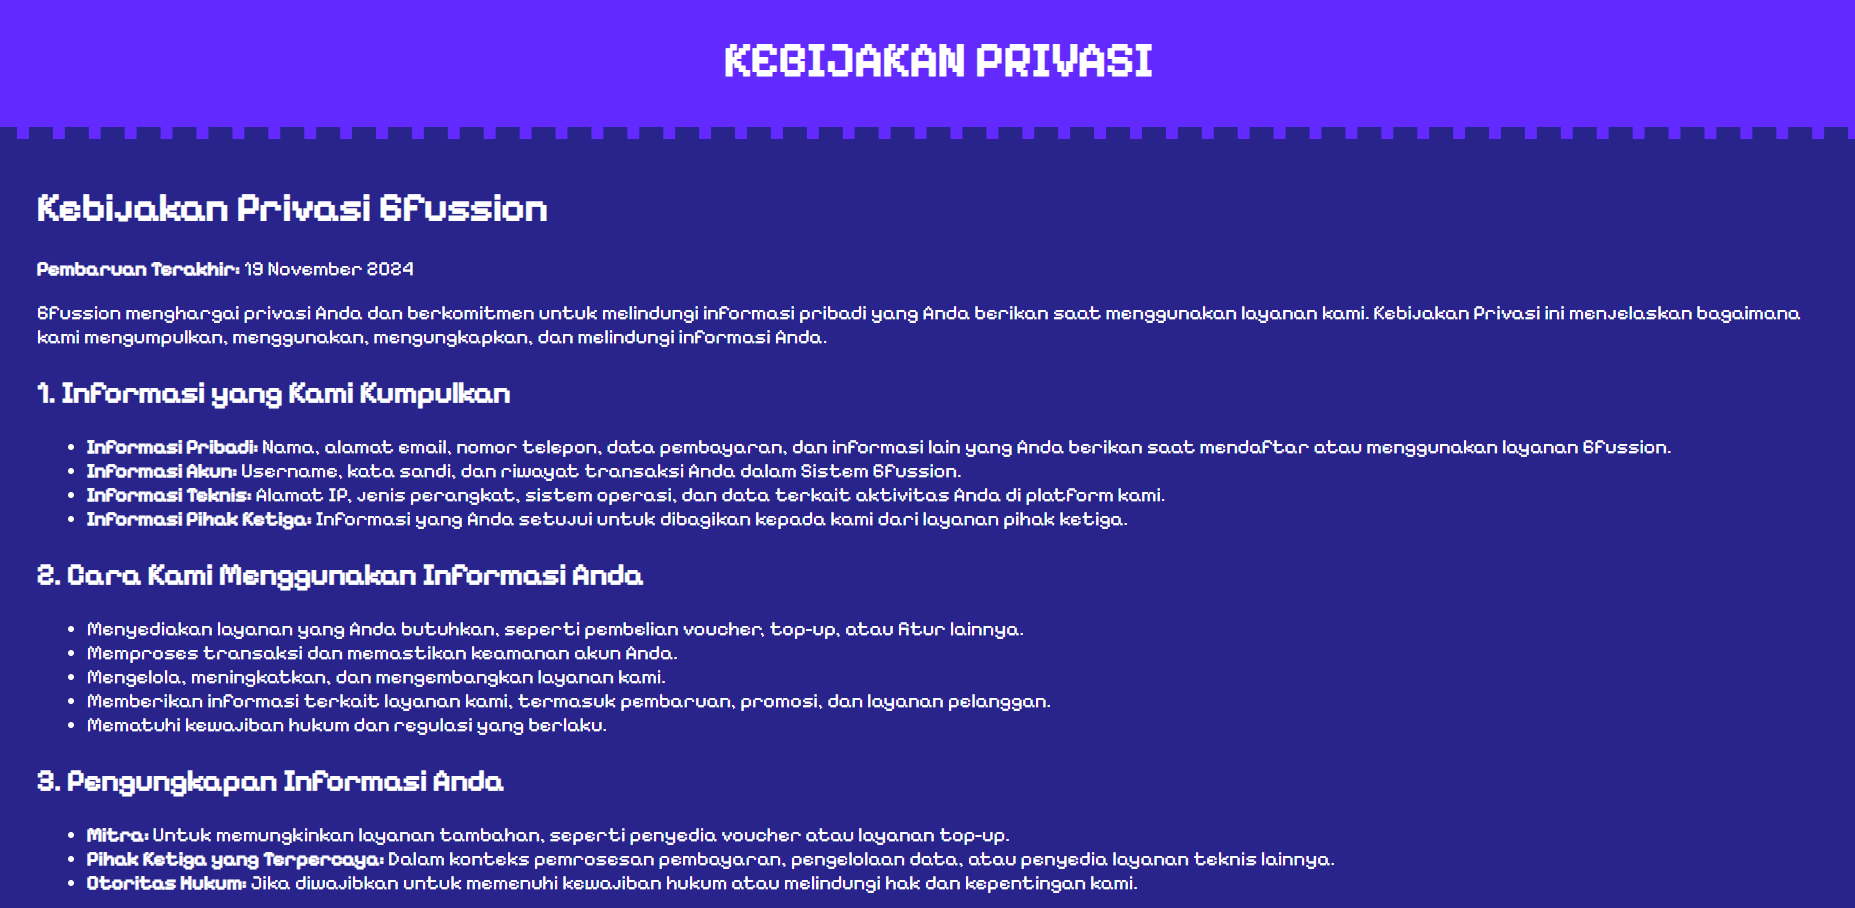 KEBIJAKAN PRIVASI
Kebijakan Privasi 6Fussion
Pembaruan Terakhir: 19 November 2024
6Fussion menghargai privasi Anda dan berkomitmen untuk melindungi informasi pribadi yang Anda berikan saat menggunakan layanan kami. Kebijakan Privasi ini menjelaskan bagaimana
kami mengumpulkan, menggunakan, mengungkapkan, dan melindungi informasi Anda.
1. Informasi yang Kami Kumpulkan
• Informasi Pribadi: Nama, alamat email, nomor telepon, data pembayaran, dan informasi lain yang Anda berikan saat mendaftar atau menggunakan layanan 6Fussion.
• Informasi Akun: Username, kata sandi, dan riwayat transaksi Anda dalam Sistem 6Fussion.
• Informasi Teknis: Alamat IP, jenis perangkat, sistem operasi, dan data terkait aktivitas Anda di platform kami.
• Informasi Pihak Ketiga: Informasi yang Anda setujui untuk dibagikan kepada kami dari layanan pihak ketiga.
2. Cara Kami Menggunakan Informasi Anda
• Menyediakan layanan yang Anda butuhkan, seperti pembelian voucher, top-up, atau fitur lainnya.
• Memproses transaksi dan memastikan keamanan akun Anda.
• Mengelola, meningkatkan, dan mengembangkan layanan kami.
• Memberikan informasi terkait layanan kami, termasuk pembaruan, promosi, dan layanan pelanggan.
• Mematuhi kewajiban hukum dan regulasi yang berlaku.
3. Pengungkapan Informasi Anda
• Mitra: Untuk memungkinkan layanan tambahan, seperti penyedia voucher atau layanan top-up.
• Pihak Ketiga yang Terpercaya: Dalam konteks pemrosesan pembayaran, pengelolaan data, atau penyedia layanan teknis lainnya.
• Otoritas Hukum: Jika diwajibkan untuk memenuhi kewajiban hukum atau melindungi hak dan kepentingan kami.